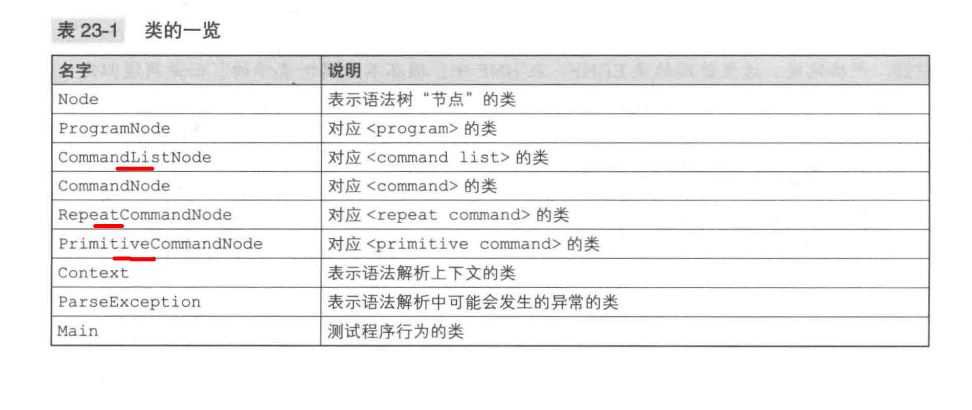 表 23-1 类的一览
名字 说明
Node 表示语法树“节点”的类
ProgramNode 对应 <program> 的类
CommandListNode 对应 <command list> 的类
CommandNode 对应 <command> 的类
RepeatCommandNode 对应 <repeat command> 的类
PrimitiveCommandNode 对应 <primitive command> 的类
Context 表示语法解析上下文的类
ParseException 表示语法解析中可能会发生的异常的类
Main 测试程序行为的类